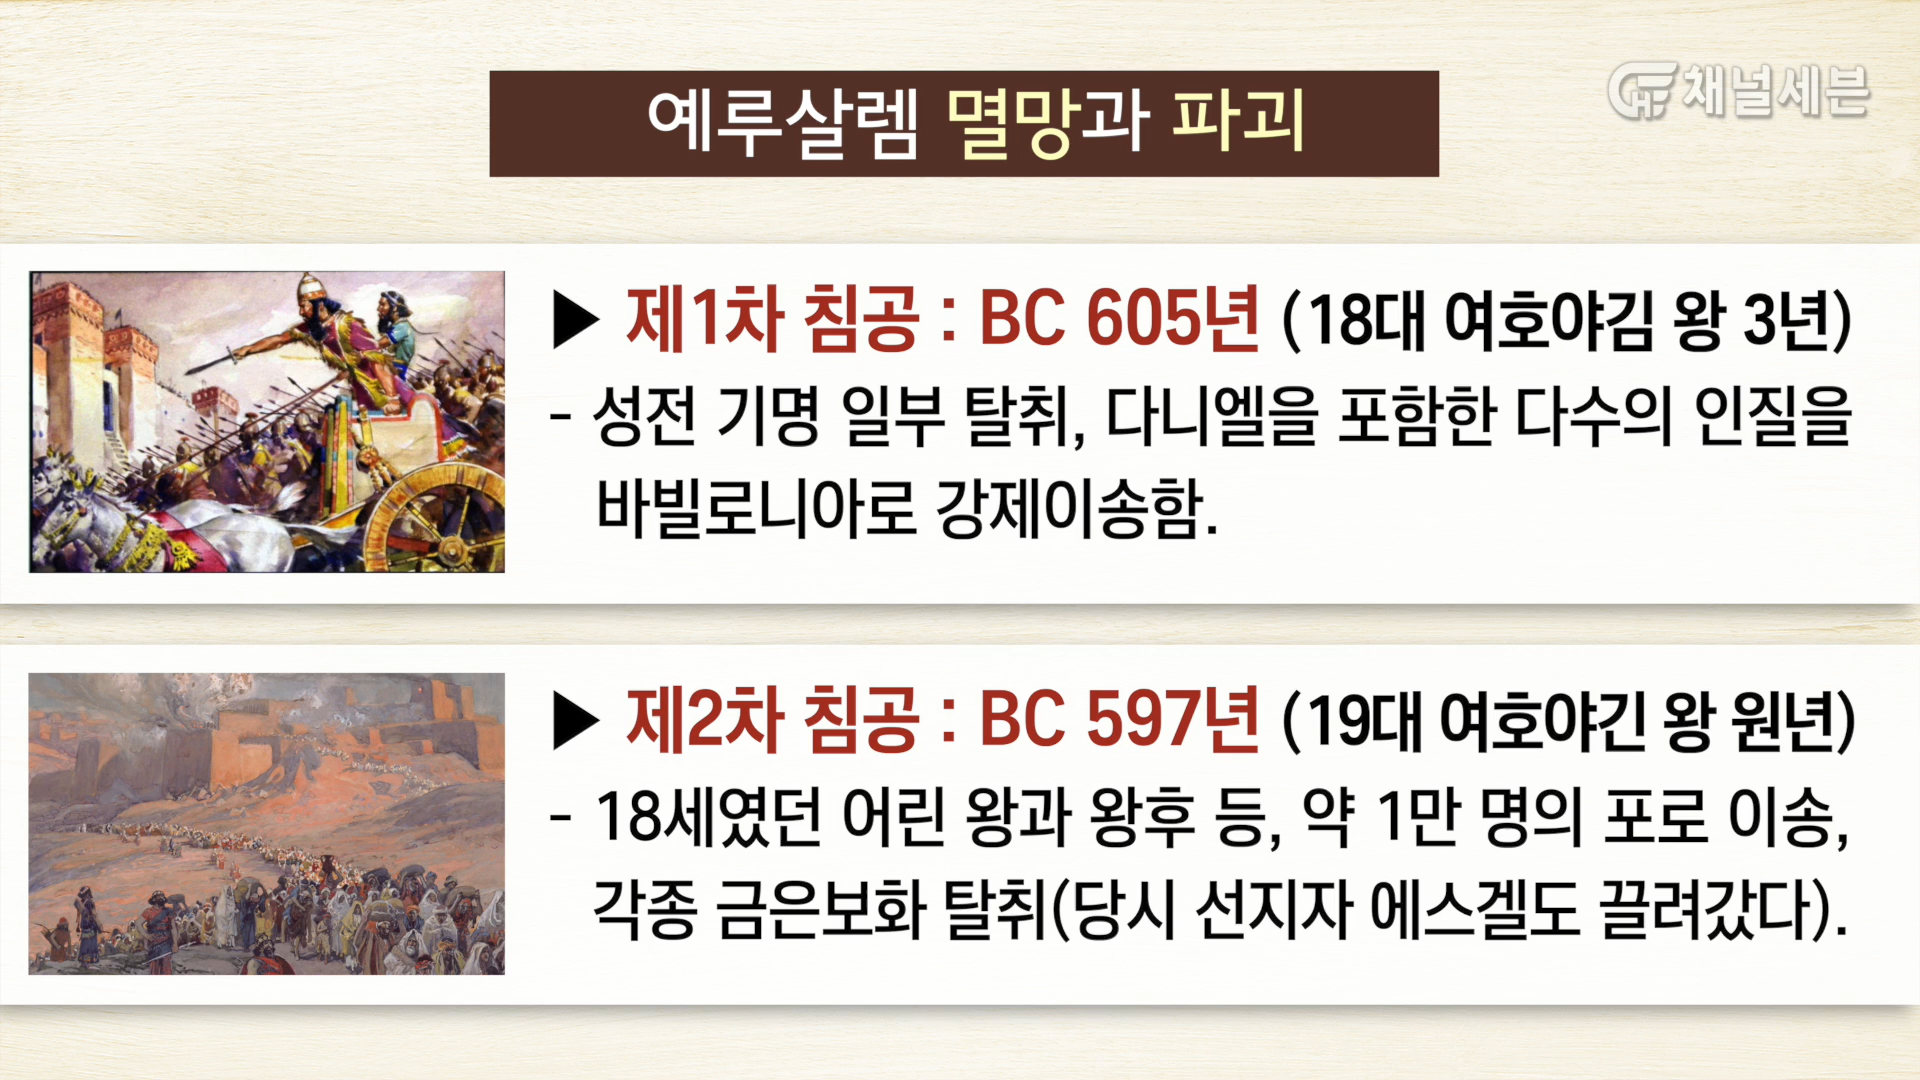 예루살렘 멸망과 파괴
채널세븐
▶ 제1차 침공 : BC 605년 (18대 여호야김 왕 3년)
- 성전 기명 일부 탈취, 다니엘을 포함한 다수의 인질을
바빌로니아로 강제이송함.
▶ 제2차 침공 : BC 597년 (19대 여호야긴 왕 원년)
- 18세였던 어린 왕과 왕후 등, 약 1만 명의 포로 이송,
각종 금은보화 탈취(당시 선지자 에스겔도 끌려갔다).